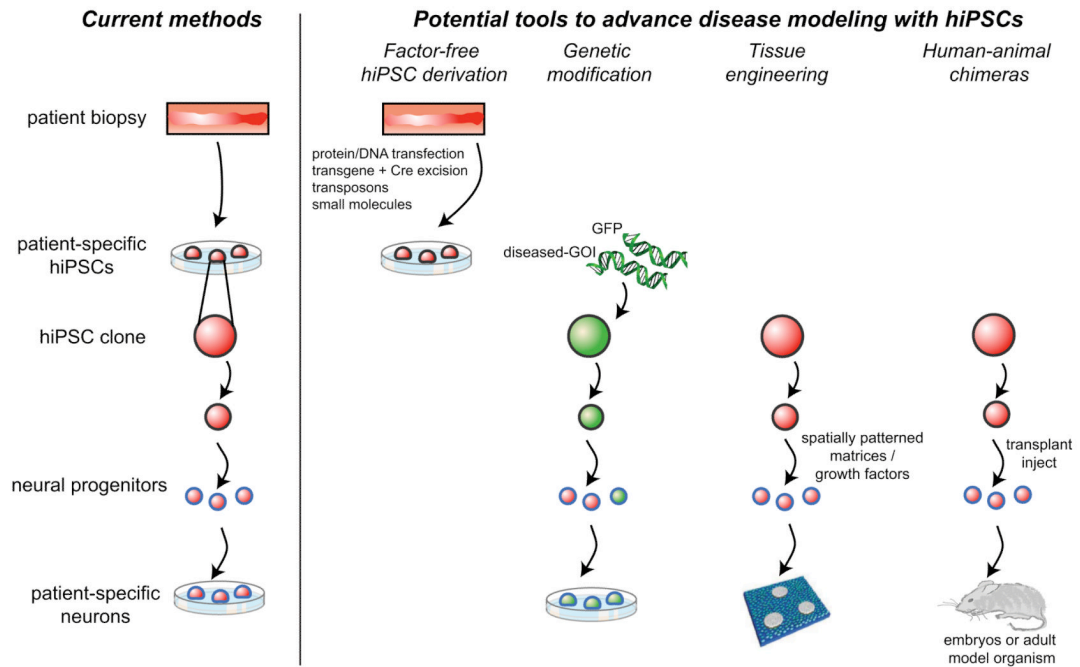 Current methods
Potential tools to advance disease modeling with hiPSCs
Factor-free
hiPSC derivation
Genetic
modification
Tissue
engineering
Human-animal
chimeras
patient biopsy
protein/DNA transfection
transgene + Cre excision
transposons
small molecules
patient-specific
hiPSCs
GFP
diseased-GOI
hiPSC clone
spatially patterned
matrices /
growth factors
transplant
inject
neural progenitors
patient-specific
neurons
embryos or adult
model organism